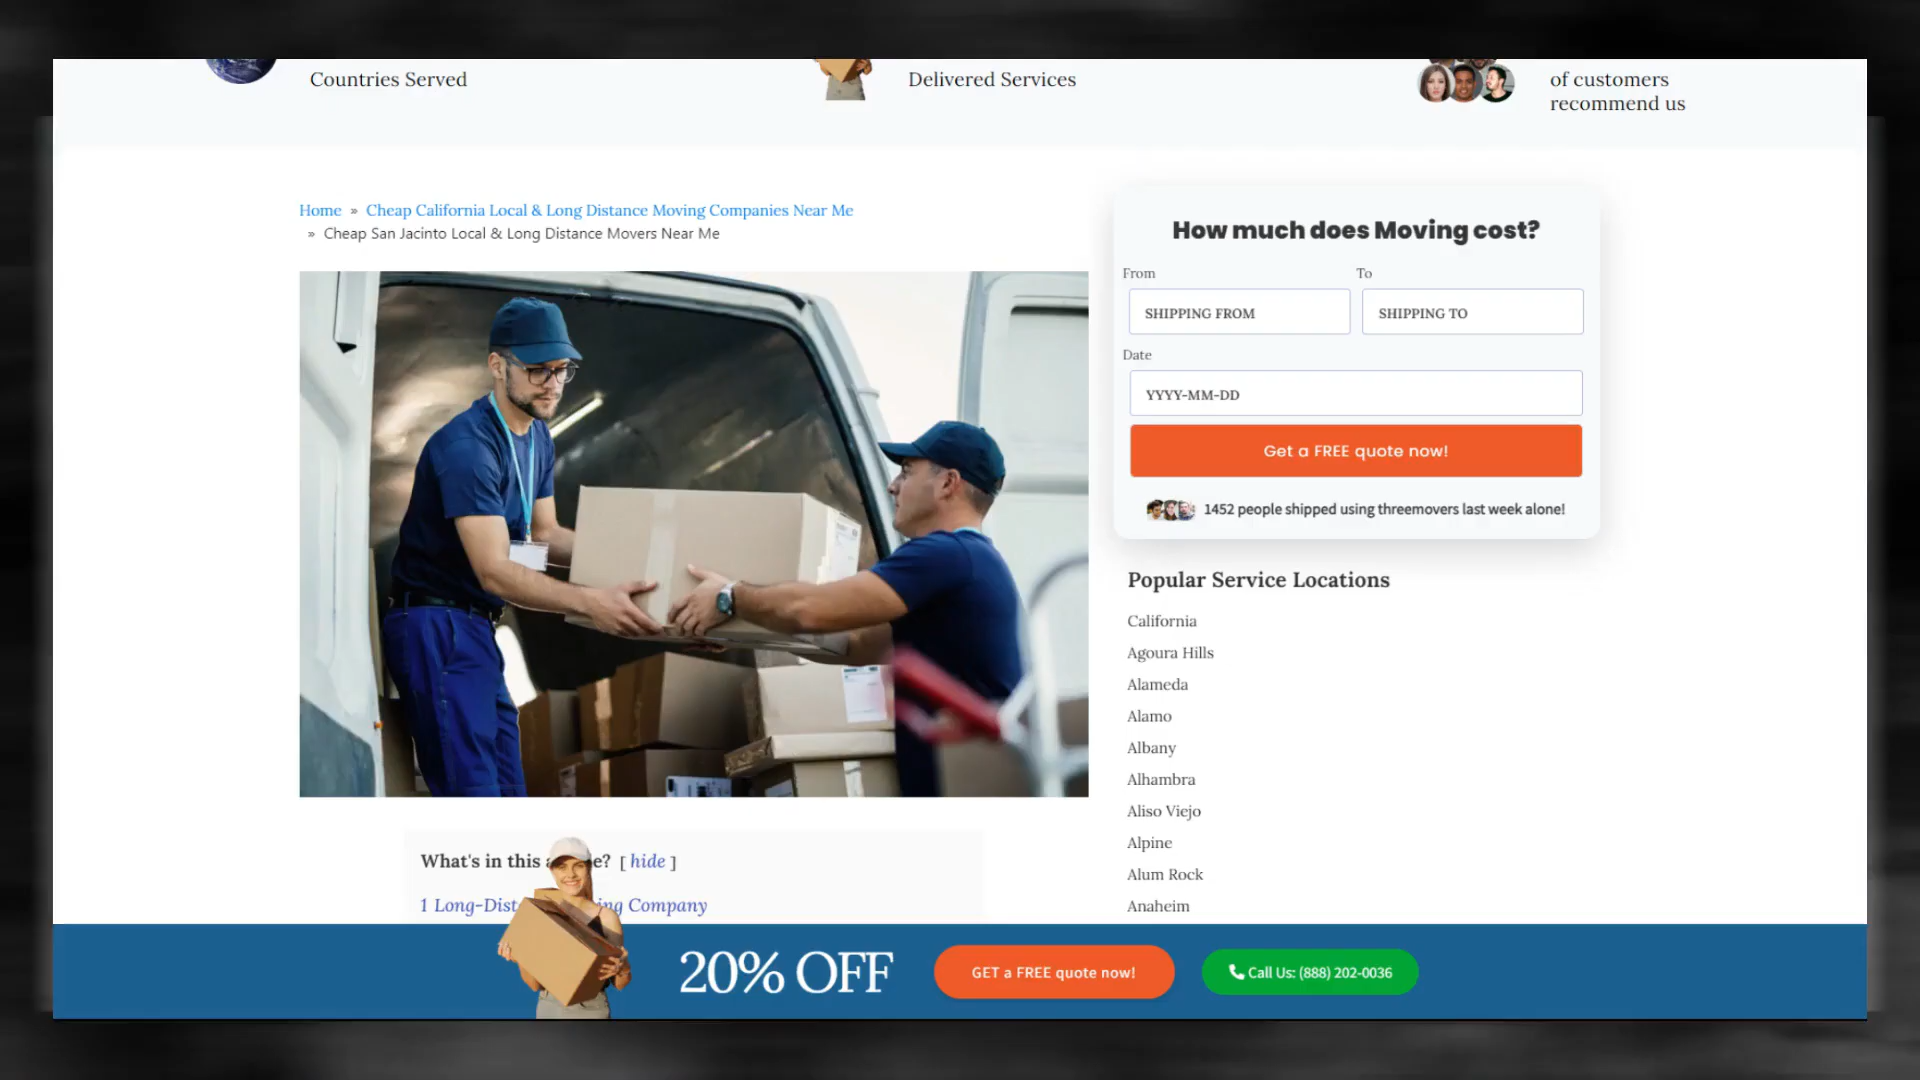 Countries Served
Delivered Services
of customers
recommend us
Home » Cheap California Local & Long Distance Moving Companies Near Me
» Cheap San Jacinto Local & Long Distance Movers Near Me
How much does Moving cost?
From To
SHIPPING FROM SHIPPING TO
Date
YYYY-MM-DD
Get a FREE quote now!
1452 people shipped using threemovers last week alone!
Popular Service Locations
California
Agoura Hills
Alameda
Alamo
Albany
Alhambra
Aliso Viejo
Alpine
Alum Rock
Anaheim
What's in this [ hide ]
1 Company
20% OFF
GET a FREE quote now!
Call Us: (888) 202-0036